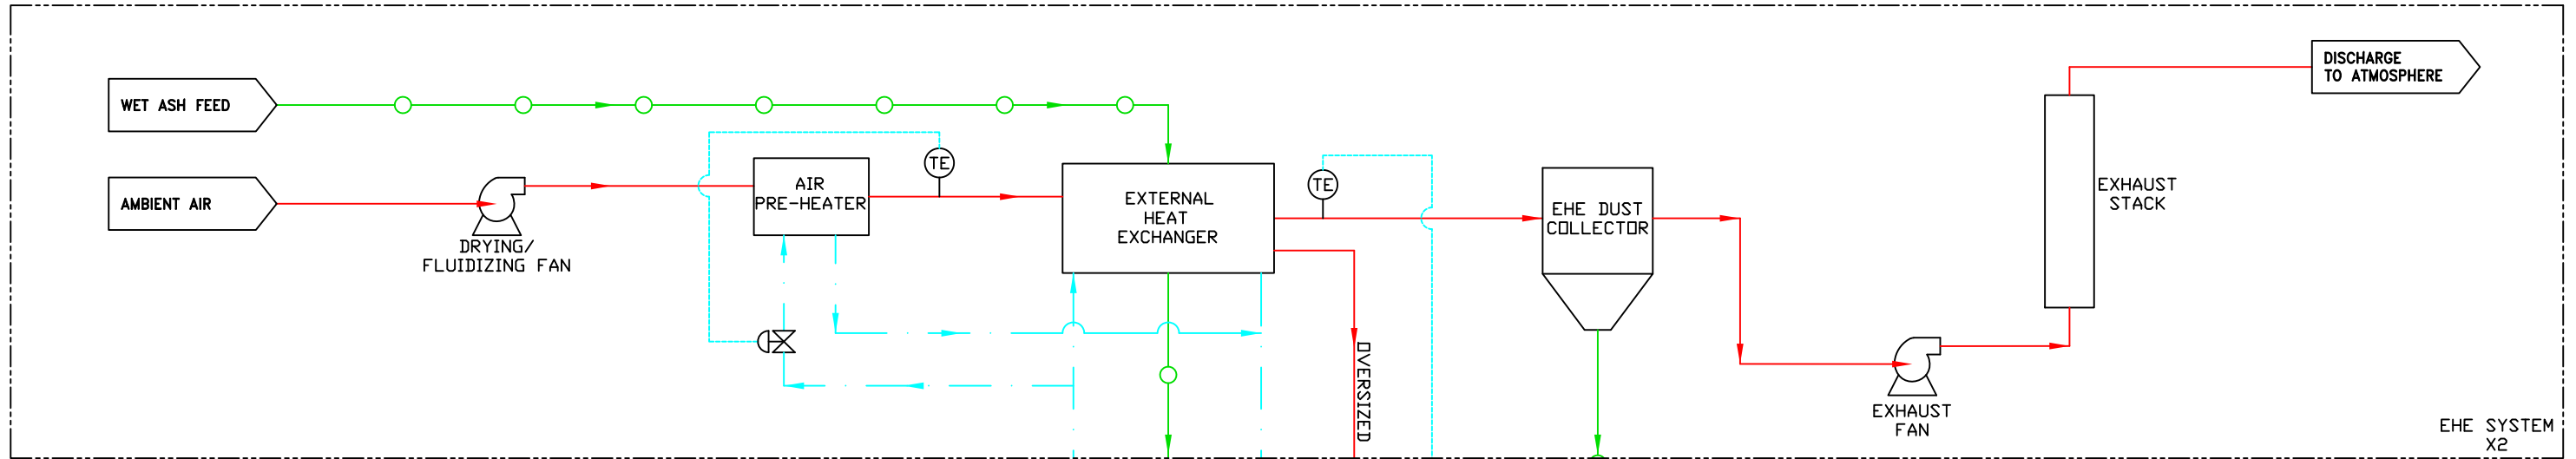 DISCHARGE
TO ATMOSPHERE
WET ASH FEED
TE
AIR
PRE-HEATER
TE
AMBIENT AIR
EXTERNAL
HEAT
EXCHANGER
EHE DUST
COLLECTOR
EXHAUST
STACK
DRYING/
FLUIDIZING FAN
OVERSIZED
EXHAUST
FAN
EHE SYSTEM
X2